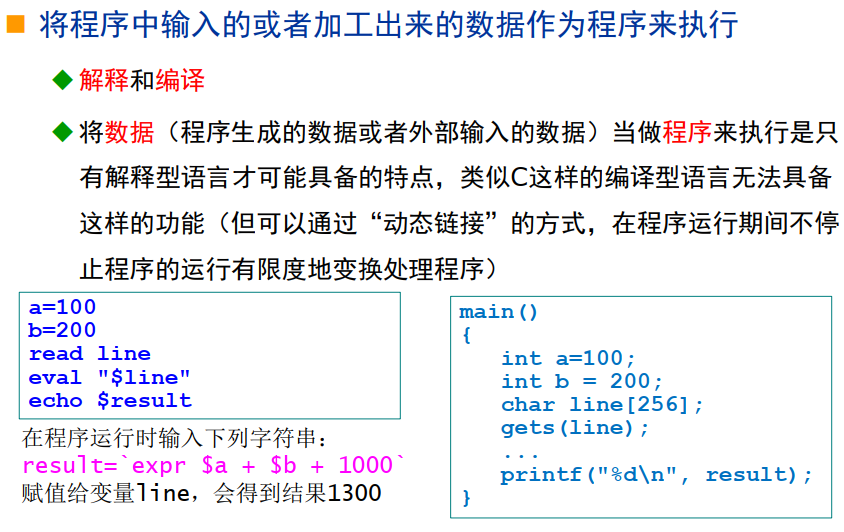 将程序中输入的或者加工出来的数据作为程序来执行
解释和编译
将数据（程序生成的数据或者外部输入的数据）当做程序来执行是只
有解释型语言才可能具备的特点，类似C这样的编译型语言无法具备
这样的功能（但可以通过“动态链接”的方式，在程序运行期间不停
止程序的运行有限度地变换处理程序）
a=100
b=200
read line
eval "$line"
echo $result
在程序运行时输入下列字符串：
result=`expr $a + $b + 1000`
赋值给变量line，会得到结果1300
main()
{
int a=100;
int b = 200;
char line[256];
gets(line);
...
printf("%d\n", result);
}